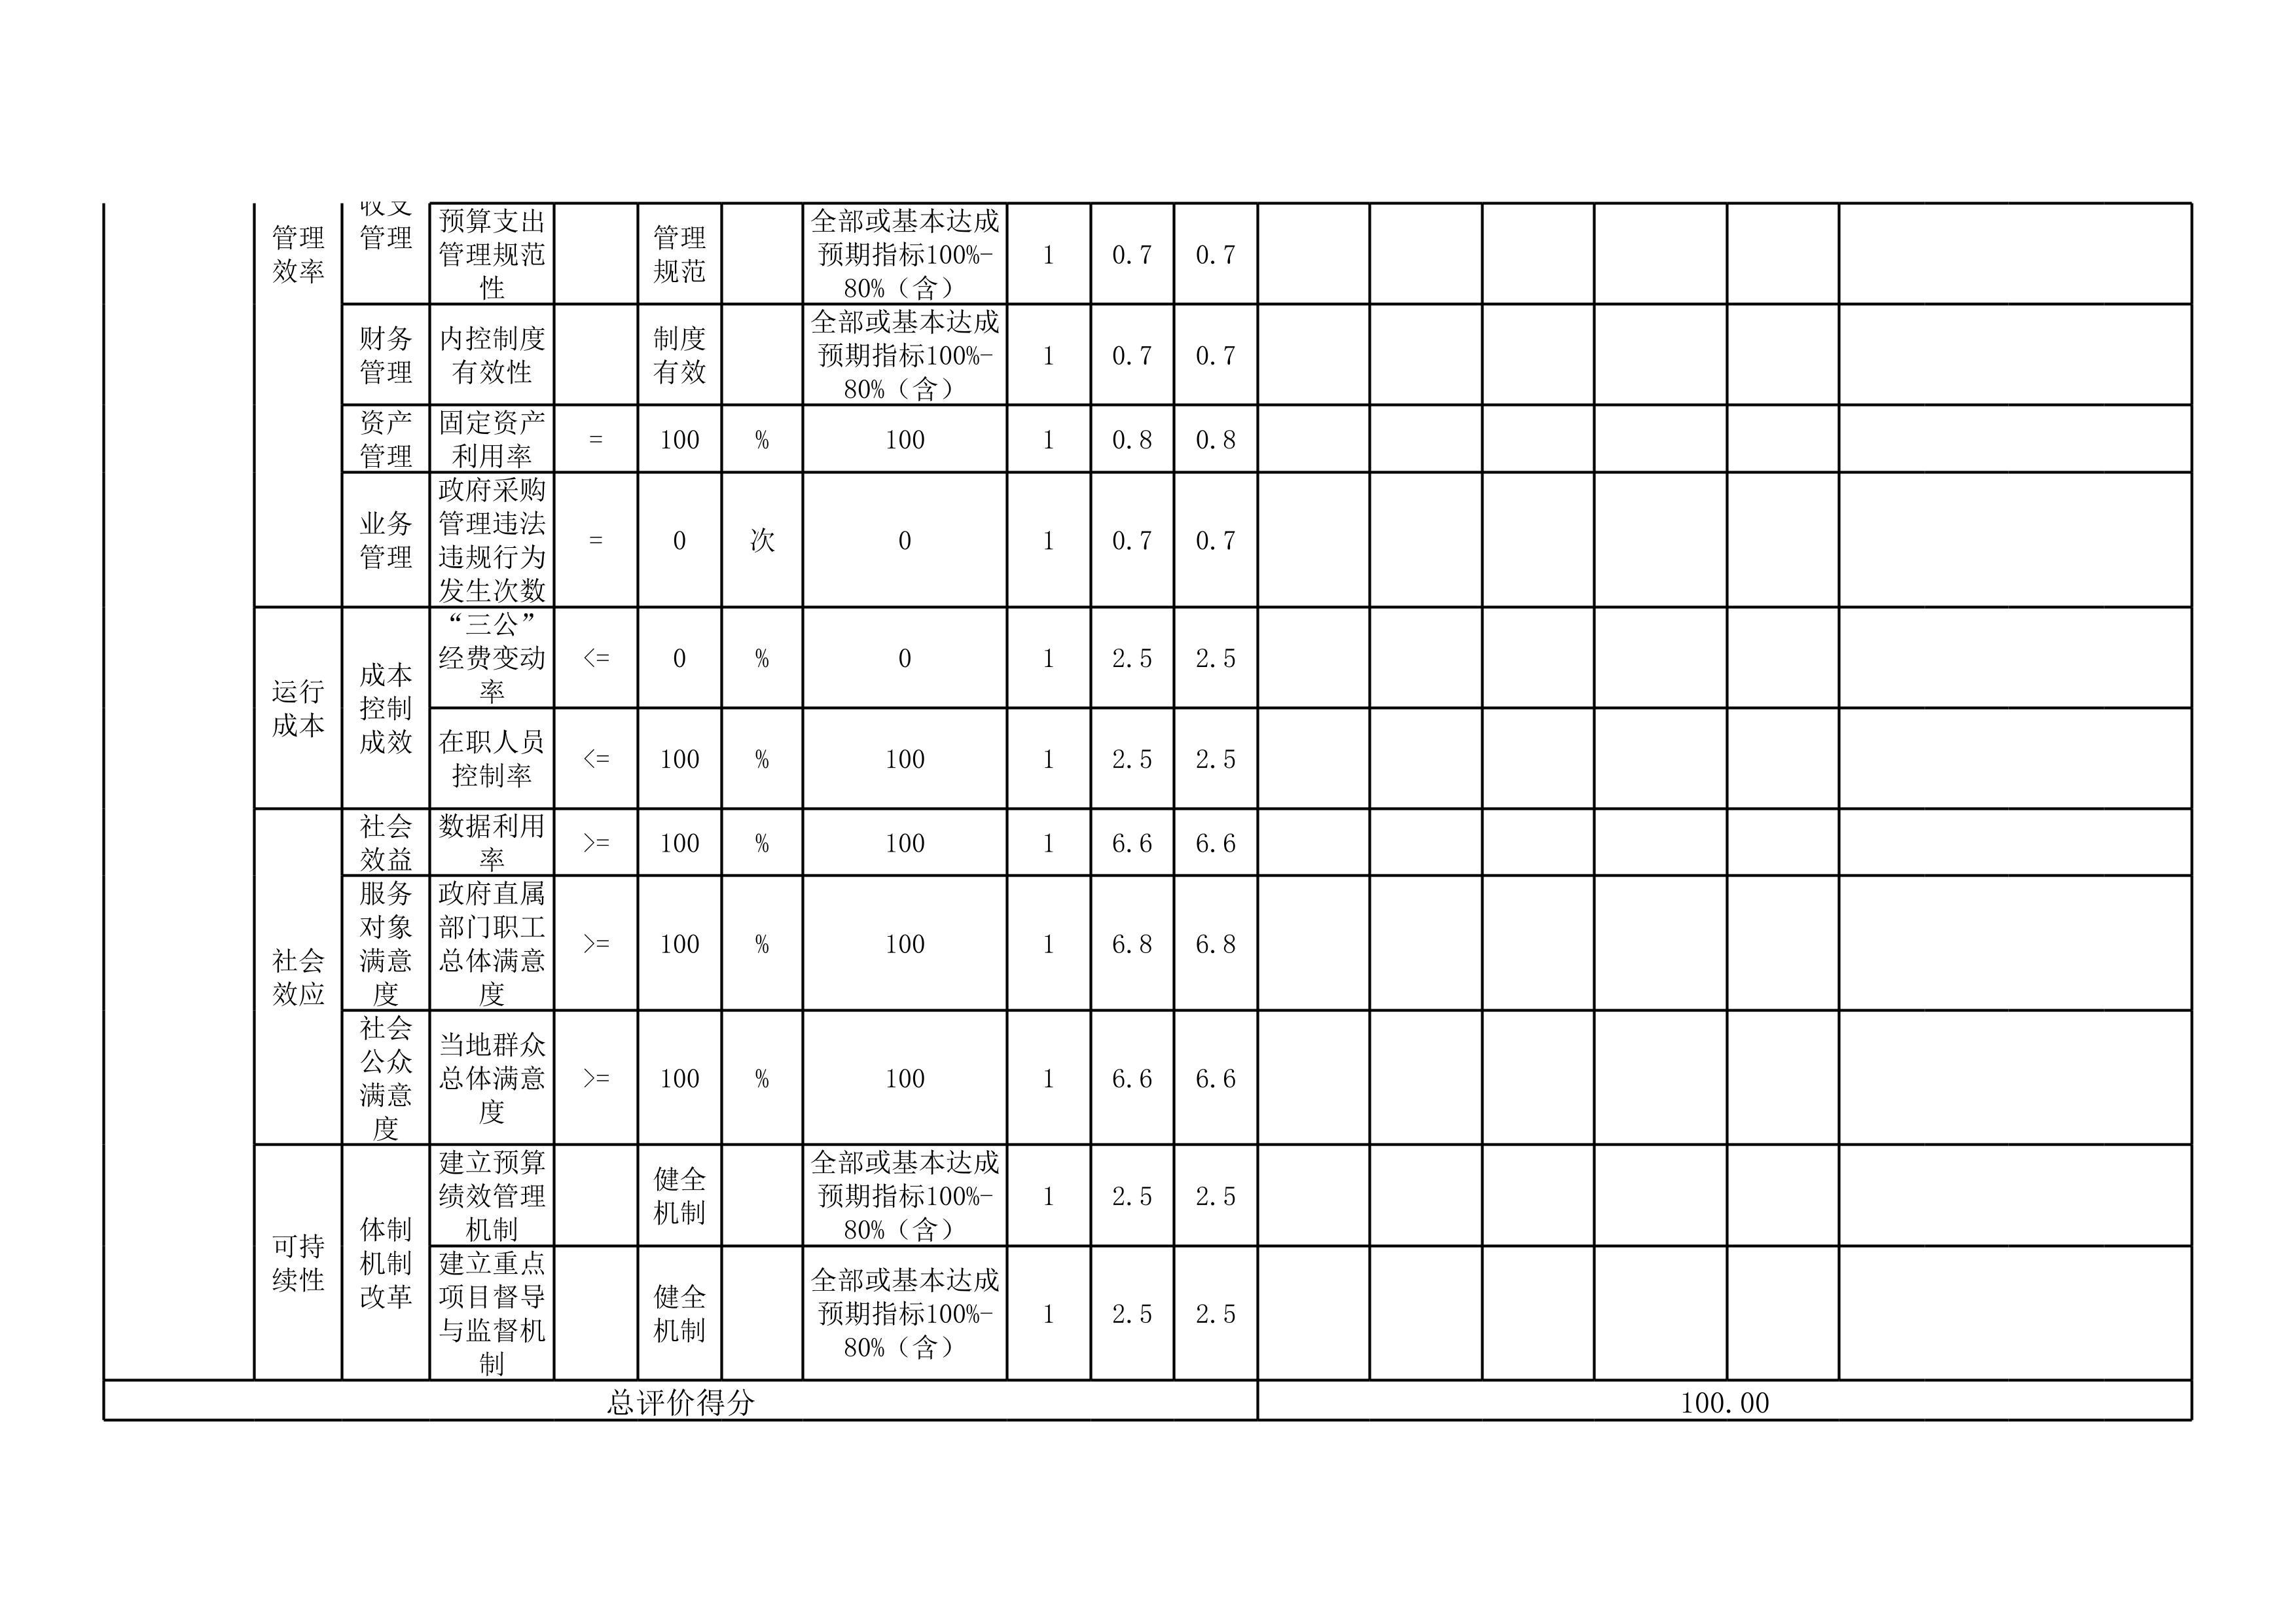 管理
效率
收支
管理
预算支出
管理规范
性
管理
规范
全部或基本达成
预期指标100%-
80%（含）
1
0.7
0.7
财务
管理
内控制度
有效性
制度
有效
全部或基本达成
预期指标100%-
80%（含）
1
0.7
0.7
资产
管理
固定资产
利用率
=
100
%
100
1
0.8
0.8
业务
管理
政府采购
管理违法
违规行为
发生次数
=
0
次
0
1
0.7
0.7
运行
成本
成本
控制
成效
“三公”
经费变动
率
<=
0
%
0
1
2.5
2.5
在职人员
控制率
<=
100
%
100
1
2.5
2.5
社会
效应
社会
效益
数据利用
率
>=
100
%
100
1
6.6
6.6
服务
对象
满意
度
政府直属
部门职工
总体满意
度
>=
100
%
100
1
6.8
6.8
社会
公众
满意
度
当地群众
总体满意
度
>=
100
%
100
1
6.6
6.6
可持
续性
体制
机制
改革
建立预算
绩效管理
机制
健全
机制
全部或基本达成
预期指标100%-
80%（含）
1
2.5
2.5
建立重点
项目督导
与监督机
制
健全
机制
全部或基本达成
预期指标100%-
80%（含）
1
2.5
2.5
总评价得分
100.00